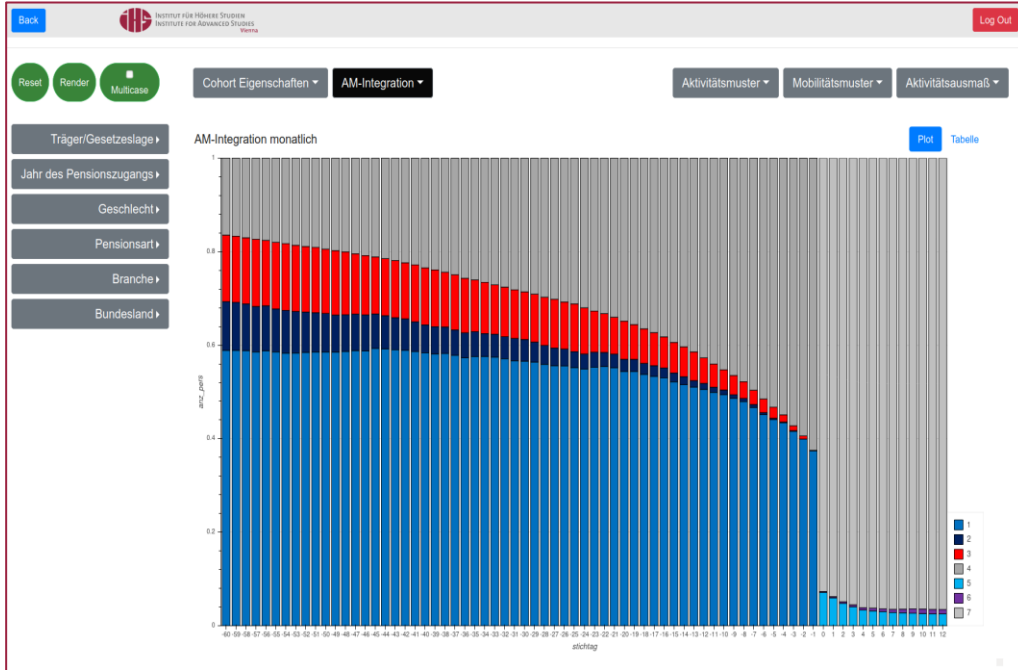 Back
INSTITUT FÜR HÖHERE STUDIEN
INSTITUTE FOR ADVANCED STUDIES
Vienna
Log Out
Reset
Render
Multicase
Cohort Eigenschaften
AM-Integration
Aktivitätsmuster
Mobilitätsmuster
Aktivitätsausmaß
Träger/Gesetzeslage
Jahr des Pensionszugangs
Geschlecht
Pensionsart
Branche
Bundesland
AM-Integration monatlich
Plot
Tabelle
1
0.8
0.6
0.4
0.2
0
anz_pers
-60 -59 -58 -57 -56 -55 -54 -53 -52 -51 -50 -49 -48 -47 -46 -45 -44 -43 -42 -41 -40 -39 -38 -37 -36 -35 -34 -33 -32 -31 -30 -29 -28 -27 -26 -25 -24 -23 -22 -21 -20 -19 -18 -17 -16 -15 -14 -13 -12 -11 -10 -9 -8 -7 -6 -5 -4 -3 -2 -1 0 1 2 3 4 5 6 7 8 9 10 11 12
stichtag
1
2
3
4
5
6
7